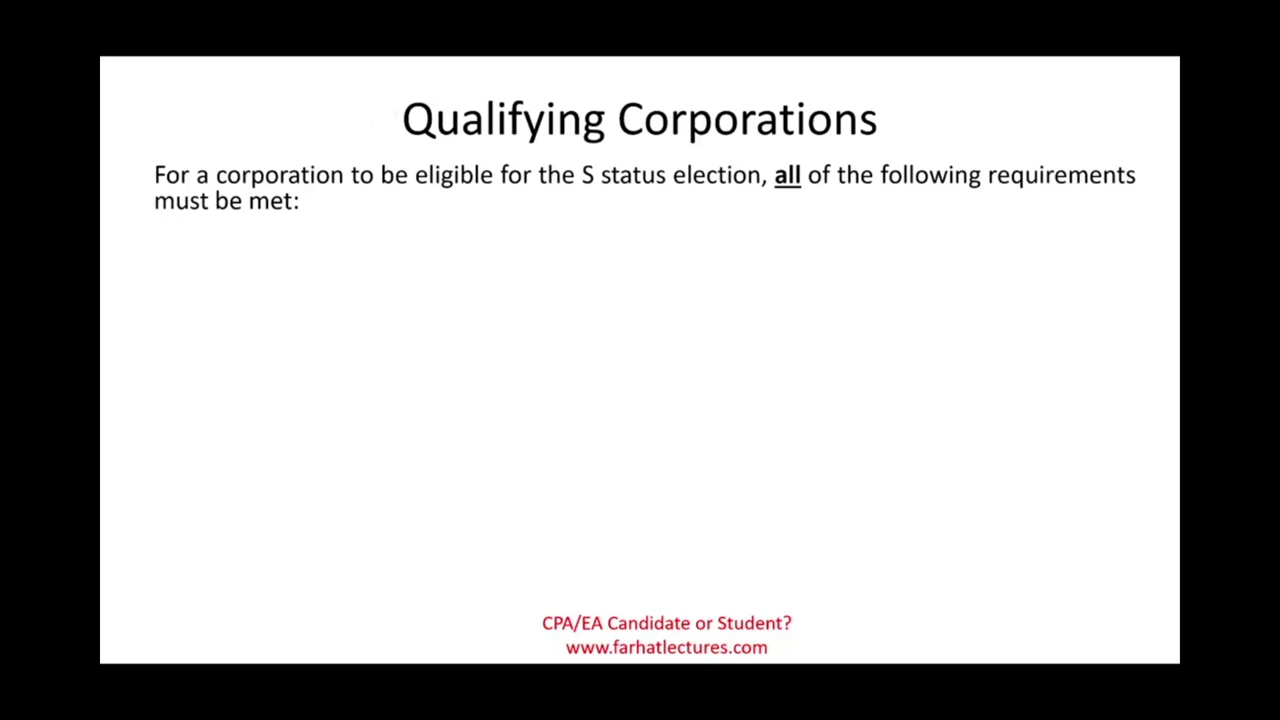 Qualifying Corporations
For a corporation to be eligible for the S status election, all of the following requirements
must be met:
CPA/EA Candidate or Student?
www.farhatlectures.com